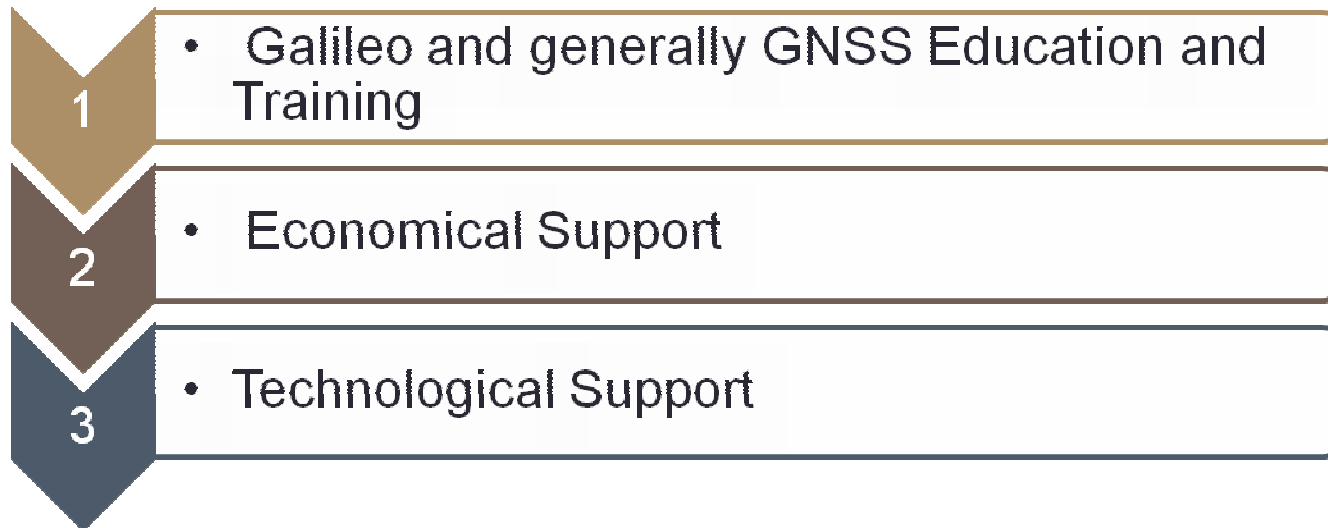 1
• Galileo and generally GNSS Education and
Training
2
• Economical Support
3
• Technological Support